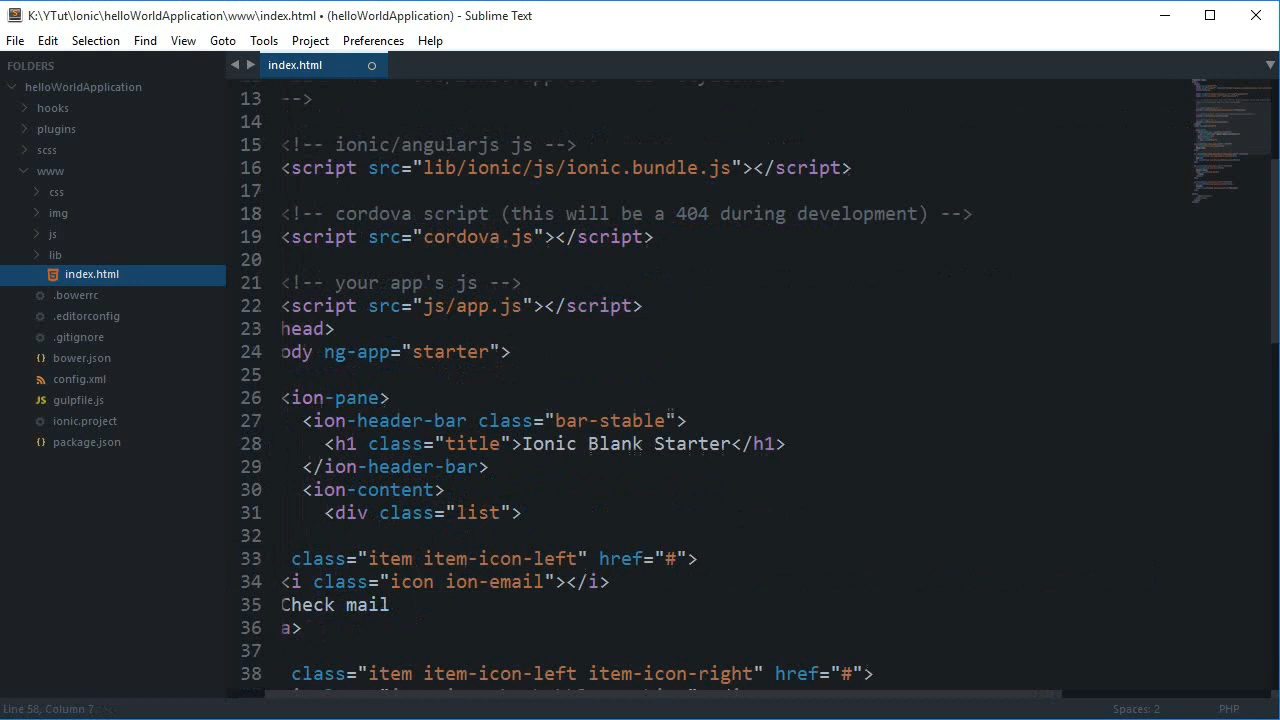 K:\YTut\Ionic\helloWorldApplication\www\index.html • (helloWorldApplication) - Sublime Text
File Edit Selection Find View Goto Tools Project Preferences Help
FOLDERS
helloWorldApplication
hooks
plugins
scss
www
css
img
js
lib
index.html
.bowerrc
.editorconfig
.gitignore
{} bower.json
config.xml
JS gulpfile.js
ionic.project
{} package.json
index.html
13 -->
14
15 <!-- ionic/angularjs js -->
16 <script src="lib/ionic/js/ionic.bundle.js"></script>
17
18 <!-- cordova script (this will be a 404 during development) -->
19 <script src="cordova.js"></script>
20
21 <!-- your app's js -->
22 <script src="js/app.js"></script>
23 head>
24 ody ng-app="starter">
25
26 <ion-pane>
27 <ion-header-bar class="bar-stable">
28 <h1 class="title">Ionic Blank Starter</h1>
29 </ion-header-bar>
30 <ion-content>
31 <div class="list">
32
33 class="item item-icon-left" href="#">
34 <i class="icon ion-email"></i>
35 Check mail
36 a>
37
38 class="item item-icon-left item-icon-right" href="#">
Line 58, Column 7
Spaces: 2
PHP